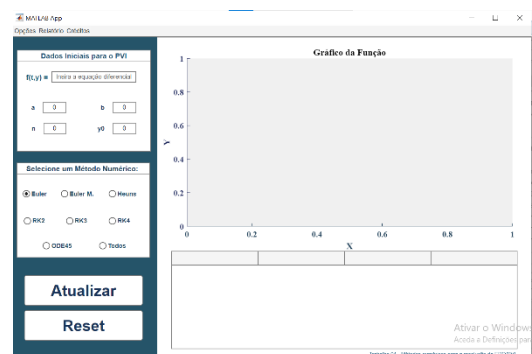 MATLAB App
Opções Relatório Créditos
Dados Iniciais para o PVI
f(t,y) = Insira a equação diferencial
a 0 b 0
n 0 y0 0
Selecione um Método Numérico:
Euler Euler M. Heuns
RK2 RK3 RK4
ODE45 Todos
Atualizar
Reset
Gráfico da Função
Y
1
0.8
0.6
0.4
0.2
0
0 0.2 0.4 0.6 0.8 1
X
Ativar o Windows
Aceda a Definições par